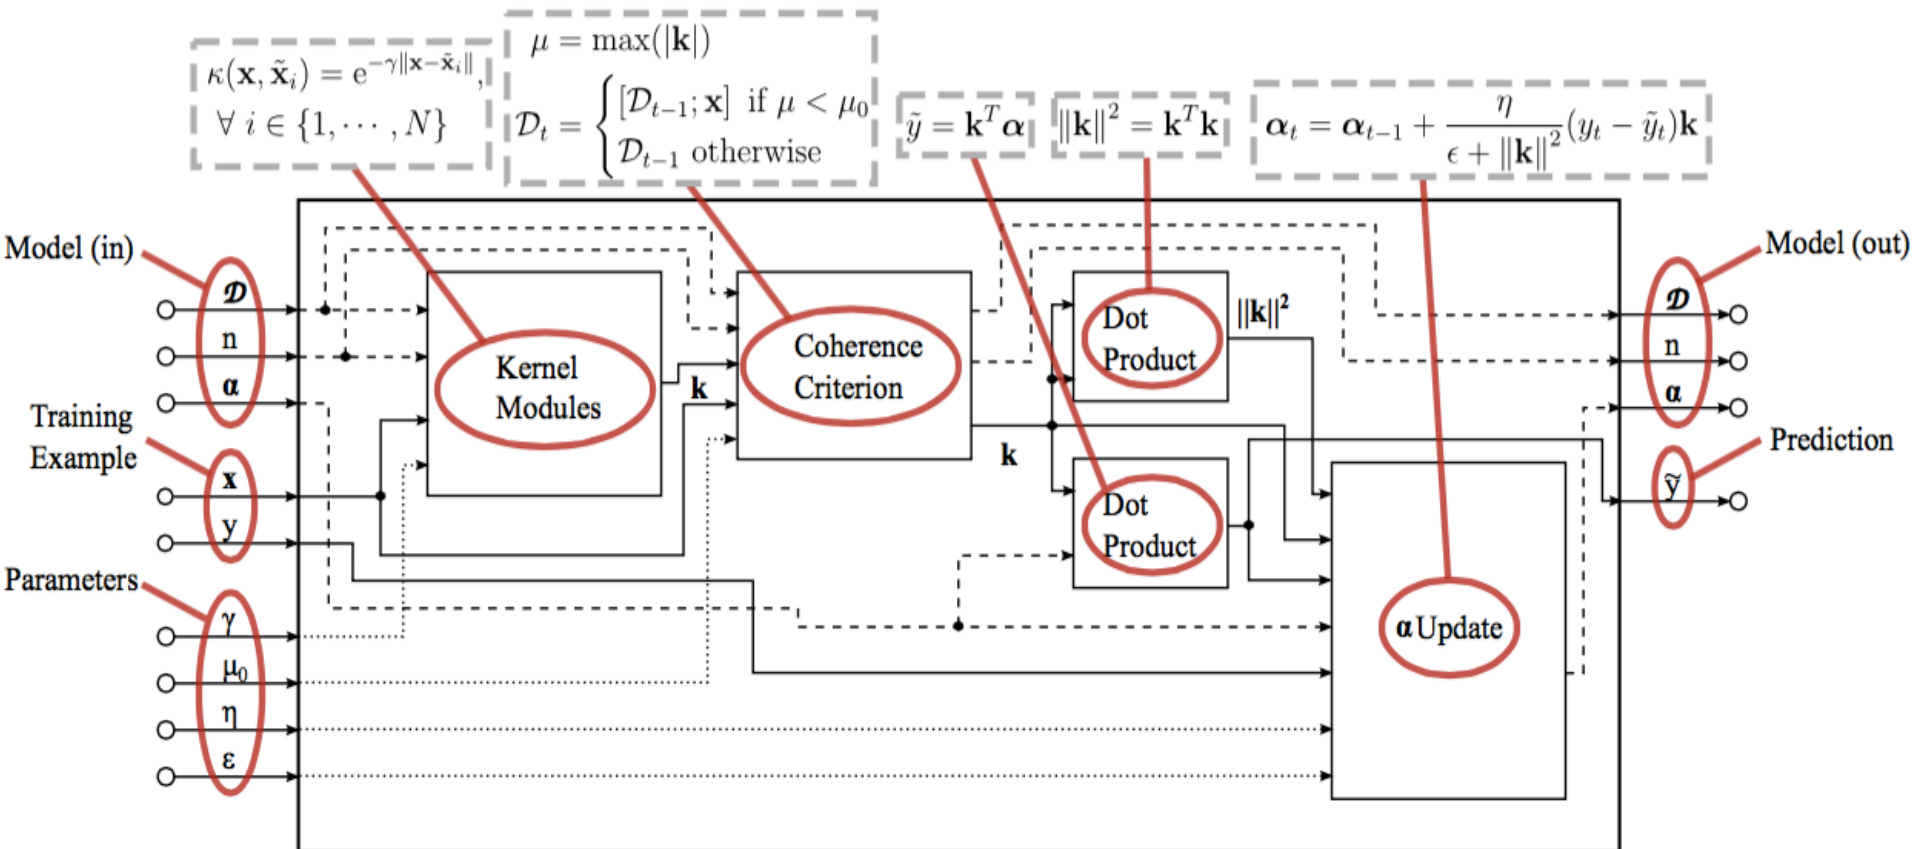 κ(x, x̃ᵢ) = e^{−γ‖x−x̃ᵢ‖},
∀ i ∈ {1, ⋯ , N}
μ = max(|k|)
𝒟ₜ = { [𝒟ₜ₋₁; x] if μ < μ₀
𝒟ₜ₋₁ otherwise
ỹ = kᵀα
‖k‖² = kᵀk
αₜ = αₜ₋₁ + η / (ϵ + ‖k‖²) (yₜ − ỹₜ)k
Model (in)
𝒟
n
α
Training
Example
x
y
Parameters
γ
μ₀
η
ε
Kernel
Modules
k
Coherence
Criterion
k
Dot
Product
||k||²
Dot
Product
α Update
Model (out)
𝒟
n
α
Prediction
ỹ